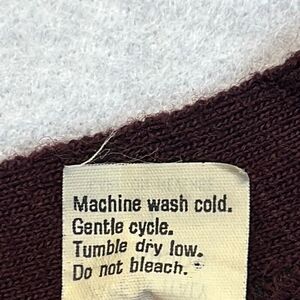 Machine wash cold.
Gentle cycle.
Tumble dry low.
Do not bleach.